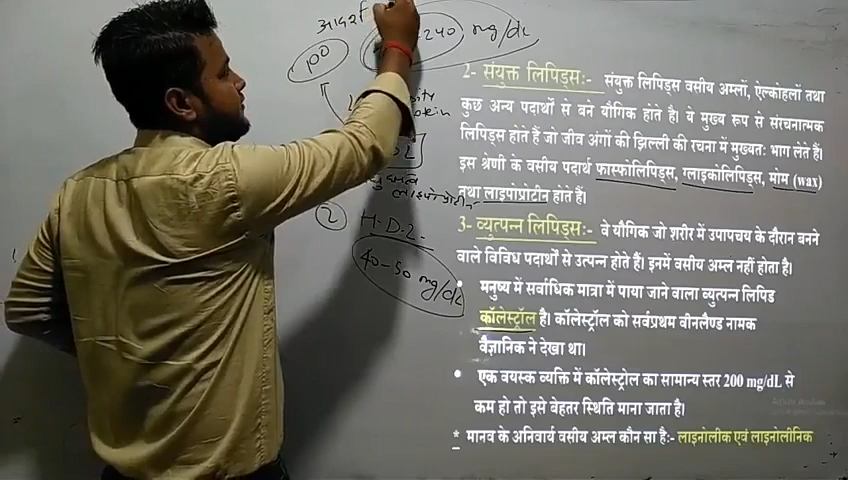 आदर्श
100
240 mg/dL
लाइपोप्रोटीन
2 H.D.L.
40-50 mg/dL
2- संयुक्त लिपिड्स:- संयुक्त लिपिड्स वसीय अम्लों, ऐल्कोहलों तथा
कुछ अन्य पदार्थों से बने यौगिक होते है। ये मुख्य रूप से संरचनात्मक
लिपिड्स होते हैं जो जीव अंगों की झिल्ली की रचना में मुख्यतः भाग लेते हैं।
इस श्रेणी के वसीय पदार्थ फास्फोलिपिड्स, ग्लाइकोलिपिड्स, मोम (wax)
तथा लाइपोप्रोटीन होते हैं।
3- व्युत्पन्न लिपिड्स:- वे यौगिक जो शरीर में उपापचय के दौरान बनने
वाले विविध पदार्थों से उत्पन्न होते हैं। इनमें वसीय अम्ल नहीं होता है।
• मनुष्य में सर्वाधिक मात्रा में पाया जाने वाला व्युत्पन्न लिपिड
कॉलेस्ट्रॉल है। कॉलेस्ट्रॉल को सर्वप्रथम वीनलैण्ड नामक
वैज्ञानिक ने देखा था।
• एक वयस्क व्यक्ति में कॉलेस्ट्रोल का सामान्य स्तर 200 mg/dL से
कम हो तो इसे बेहतर स्थिति माना जाता है।
* मानव के अनिवार्य वसीय अम्ल कौन सा है:- लाइनोलीक एवं लाइनोलीनिक